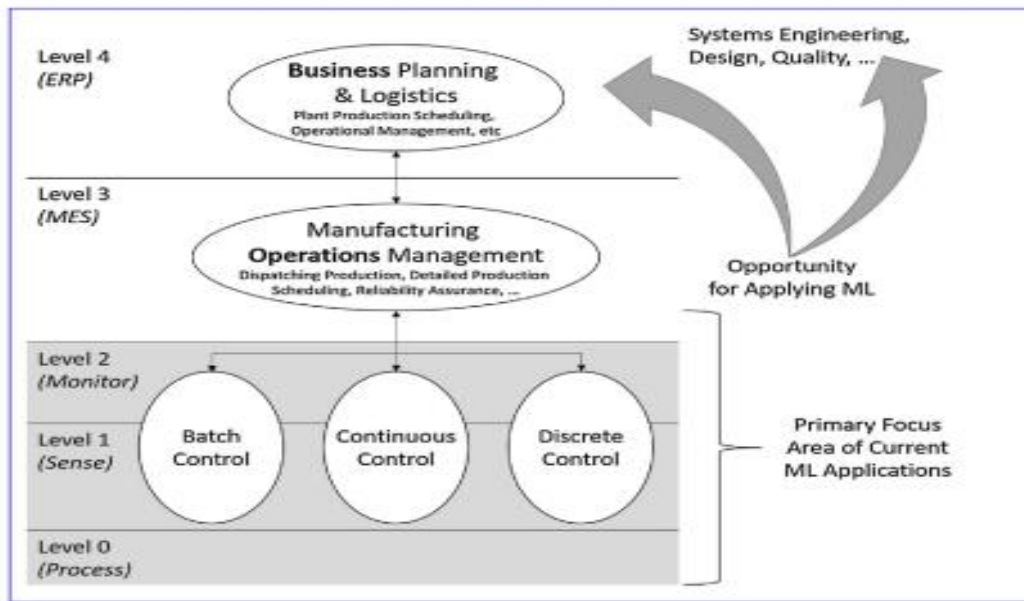 Level 4
(ERP)
Business Planning
& Logistics
Plant Production Scheduling,
Operational Management, etc
Systems Engineering,
Design, Quality, ...
Level 3
(MES)
Manufacturing
Operations Management
Dispatching Production, Detailed Production
Scheduling, Reliability Assurance, ...
Opportunity
for Applying ML
Level 2
(Monitor)
Level 1
(Sense)
Batch
Control
Continuous
Control
Discrete
Control
Primary Focus
Area of Current
ML Applications
Level 0
(Process)